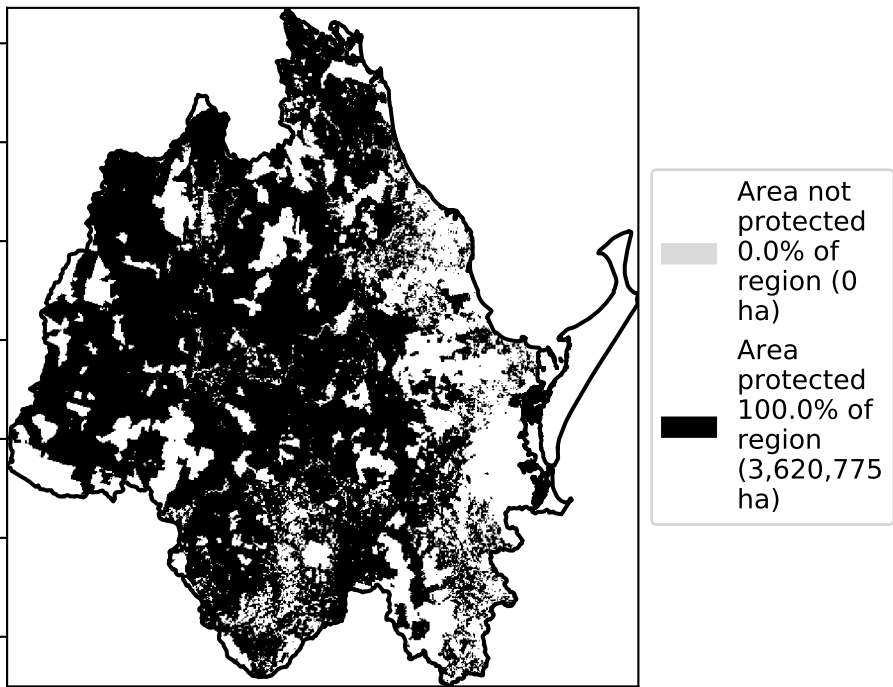 Area not
protected
0.0% of
region (0
ha)
Area
protected
100.0% of
region
(3,620,775
ha)